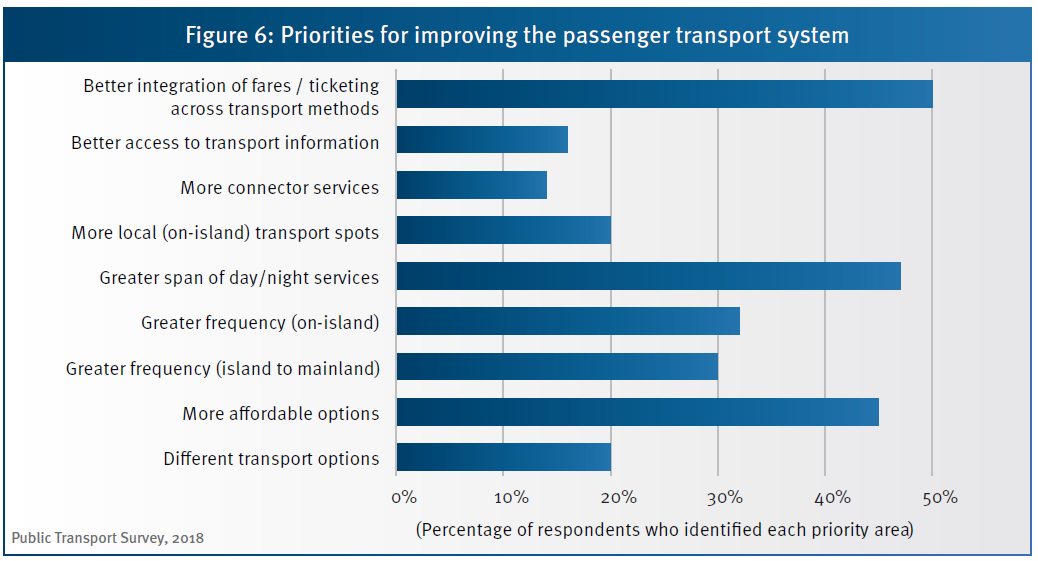 Figure 6: Priorities for improving the passenger transport system
Better integration of fares / ticketing
across transport methods
Better access to transport information
More connector services
More local (on-island) transport spots
Greater span of day/night services
Greater frequency (on-island)
Greater frequency (island to mainland)
More affordable options
Different transport options
0% 10% 20% 30% 40% 50%
(Percentage of respondents who identified each priority area)
Public Transport Survey, 2018